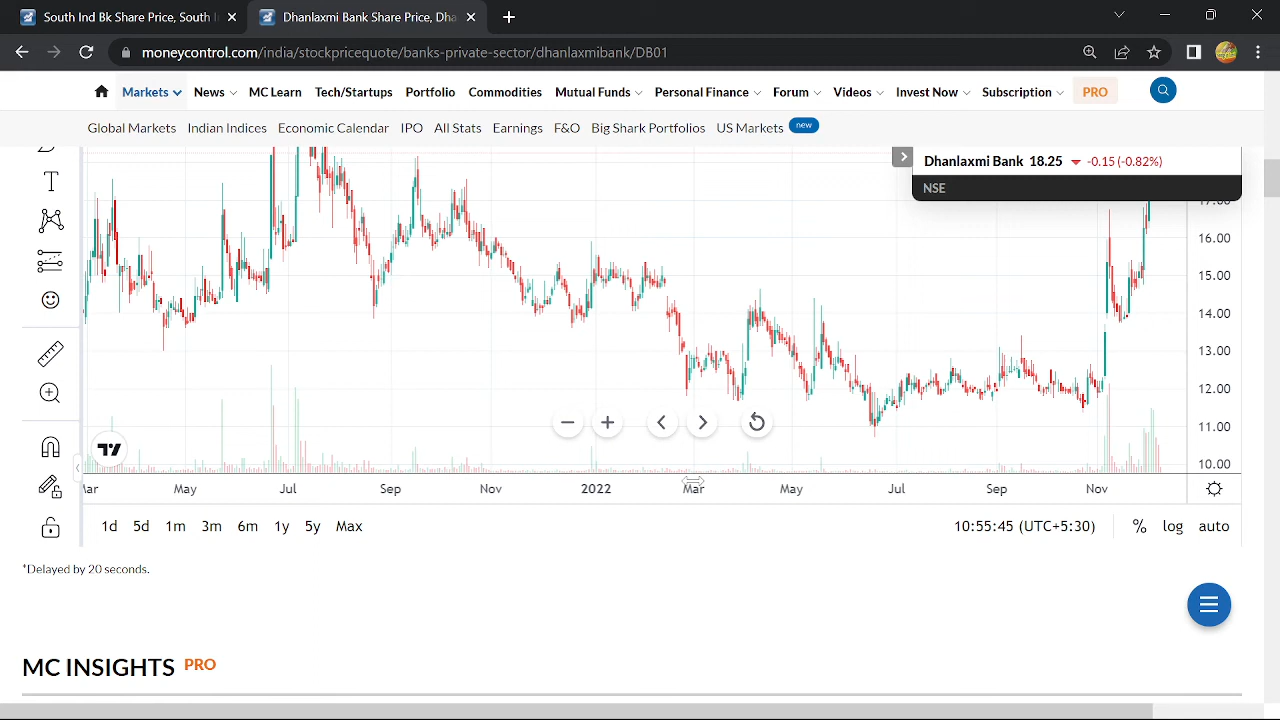 South Ind Bk Share Price, South I
Dhanlaxmi Bank Share Price, Dha
moneycontrol.com/india/stockpricequote/banks-private-sector/dhanlaxmibank/DB01
Markets News MC Learn Tech/Startups Portfolio Commodities Mutual Funds Personal Finance Forum Videos Invest Now Subscription PRO
Global Markets Indian Indices Economic Calendar IPO All Stats Earnings F&O Big Shark Portfolios US Markets new
Dhanlaxmi Bank 18.25 -0.15 (-0.82%)
NSE
17.00
16.00
15.00
14.00
13.00
12.00
11.00
10.00
Mar May Jul Sep Nov 2022 Mar May Jul Sep Nov
1d 5d 1m 3m 6m 1y 5y Max 10:55:45 (UTC+5:30) % log auto
*Delayed by 20 seconds.
MC INSIGHTS PRO